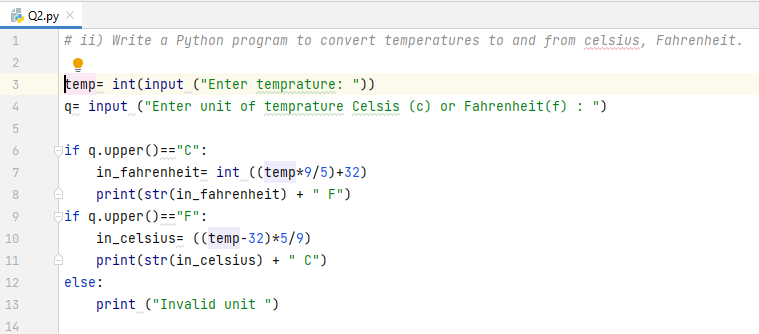 Q2.py
1 # ii) Write a Python program to convert temperatures to and from celsius, Fahrenheit.
2
3 temp= int(input ("Enter temprature: "))
4 q= input ("Enter unit of temprature Celsis (c) or Fahrenheit(f) : ")
5
6 if q.upper()=="C":
7     in_fahrenheit= int ((temp*9/5)+32)
8     print(str(in_fahrenheit) + " F")
9 if q.upper()=="F":
10     in_celsius= ((temp-32)*5/9)
11     print(str(in_celsius) + " C")
12 else:
13     print ("Invalid unit ")
14